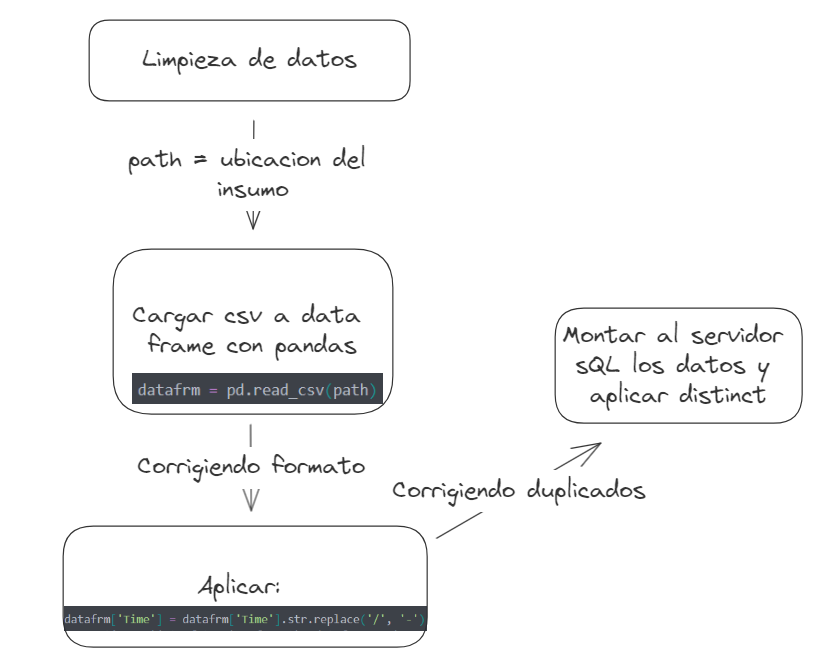 Limpieza de datos
path = ubicacion del
insumo
Cargar csv a data
frame con pandas
datafrm = pd.read_csv(path)
Corrigiendo formato
Aplicar:
datafrm['Time'] = datafrm['Time'].str.replace('/', '-')
Corrigiendo duplicados
Montar al servidor
sQL los datos y
aplicar distinct